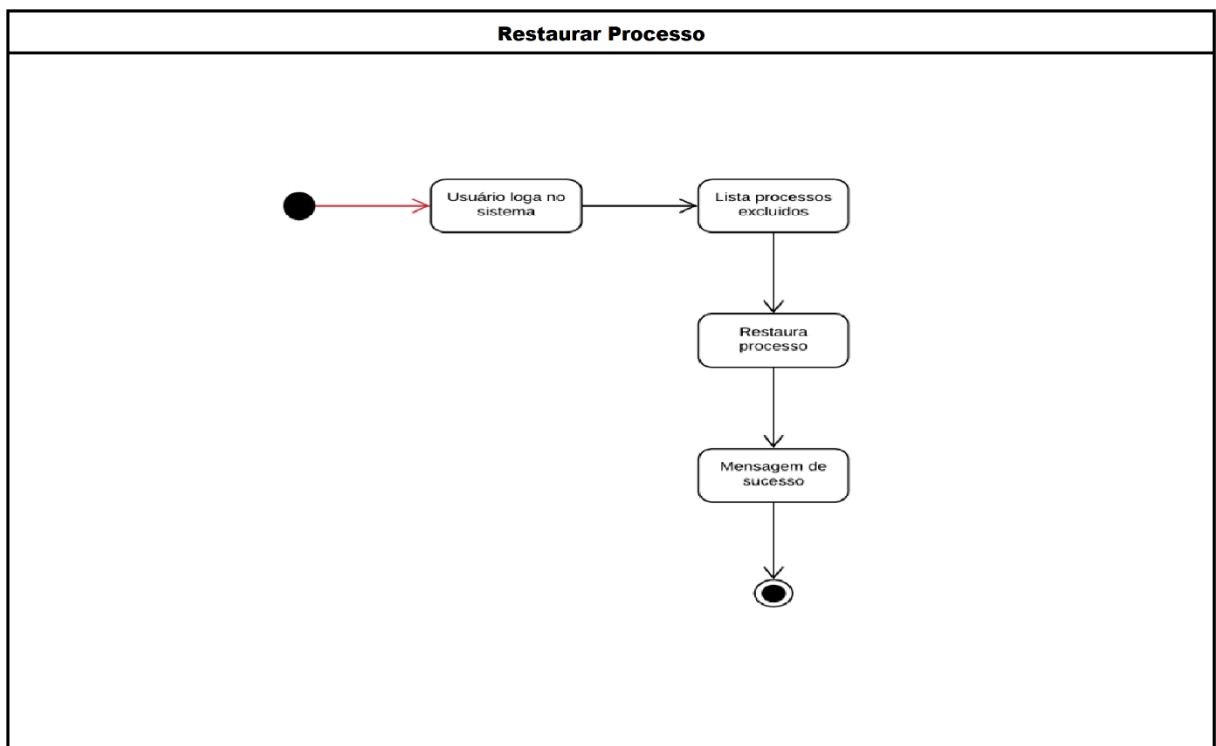 Restaurar Processo
Usuário loga no
sistema
Lista processos
excluidos
Restaura
processo
Mensagem de
sucesso